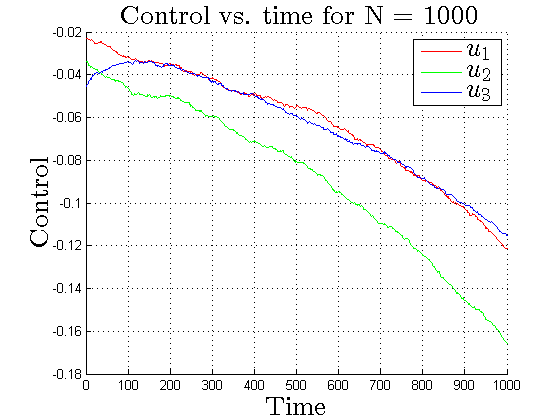 Control vs. time for N = 1000
u1
u2
u3
-0.02
-0.04
-0.06
-0.08
-0.1
-0.12
-0.14
-0.16
-0.18
Control
0 100 200 300 400 500 600 700 800 900 1000
Time